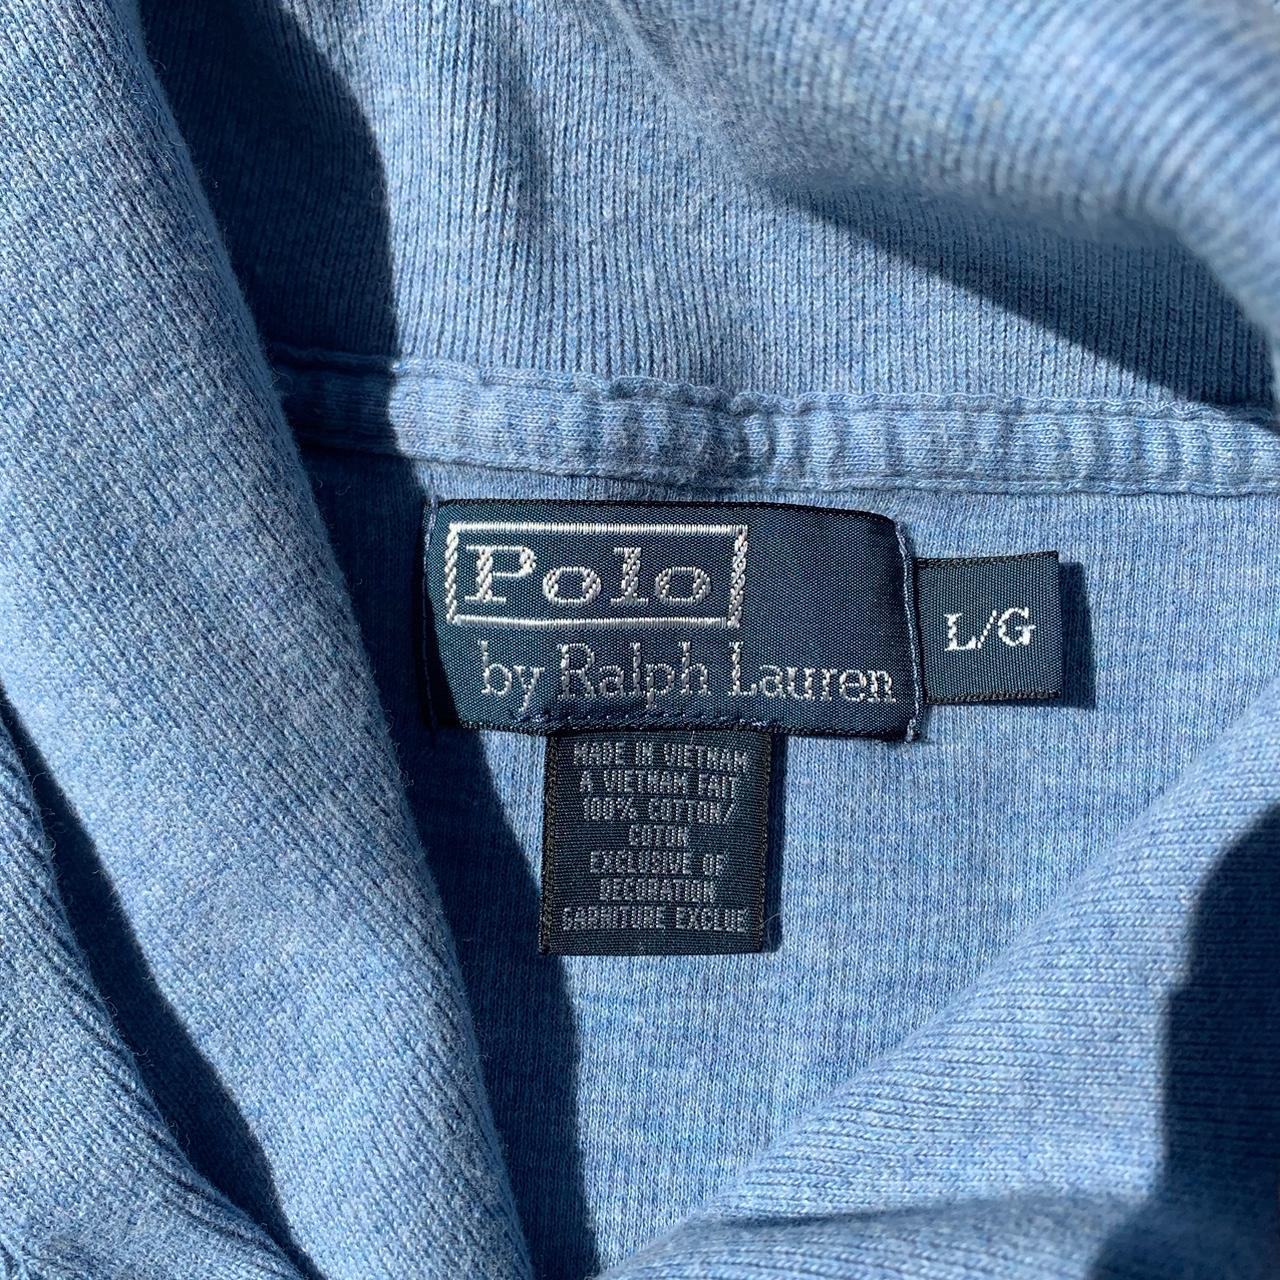 Polo
by Ralph Lauren
L/G
MADE IN VIETNAM
A VIETNAM FAIT
100% COTTON/
COTON
EXCLUSIVE OF
DECORATION
GARNITURE EXCLUE